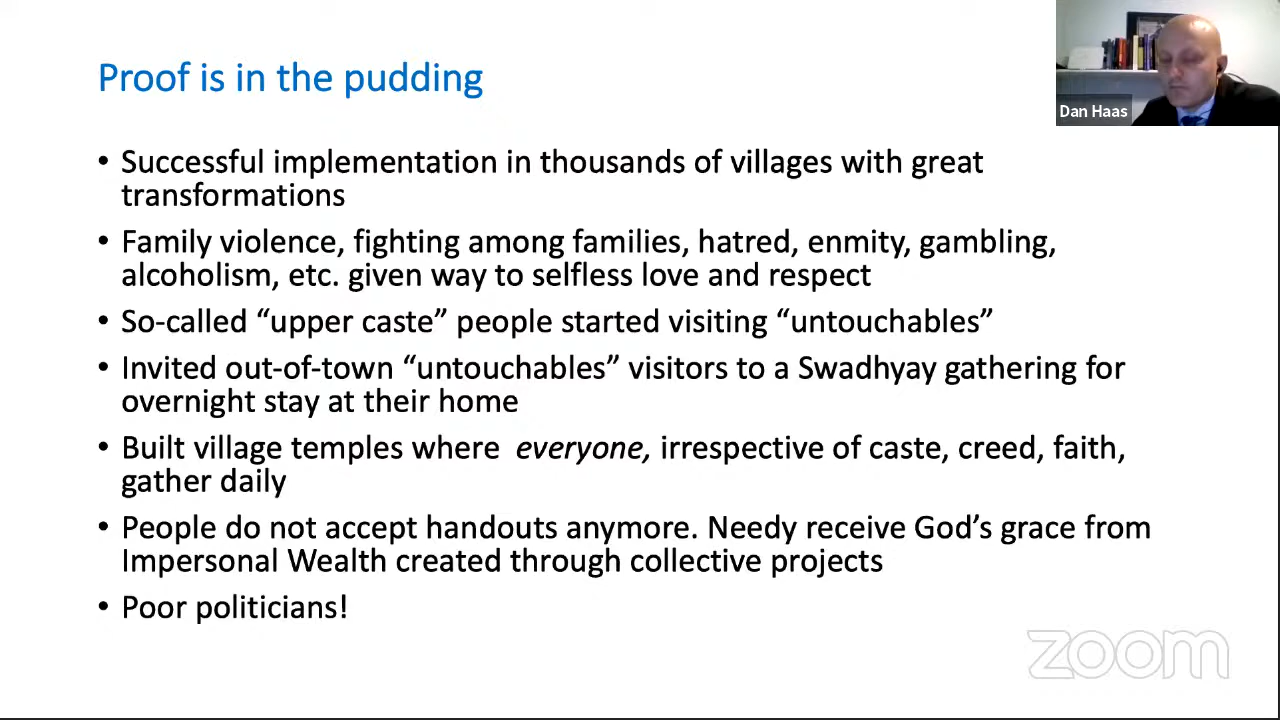 Proof is in the pudding
Dan Haas
• Successful implementation in thousands of villages with great
transformations
• Family violence, fighting among families, hatred, enmity, gambling,
alcoholism, etc. given way to selfless love and respect
• So-called “upper caste” people started visiting “untouchables”
• Invited out-of-town “untouchables” visitors to a Swadhyay gathering for
overnight stay at their home
• Built village temples where everyone, irrespective of caste, creed, faith,
gather daily
• People do not accept handouts anymore. Needy receive God’s grace from
Impersonal Wealth created through collective projects
• Poor politicians!
zoom